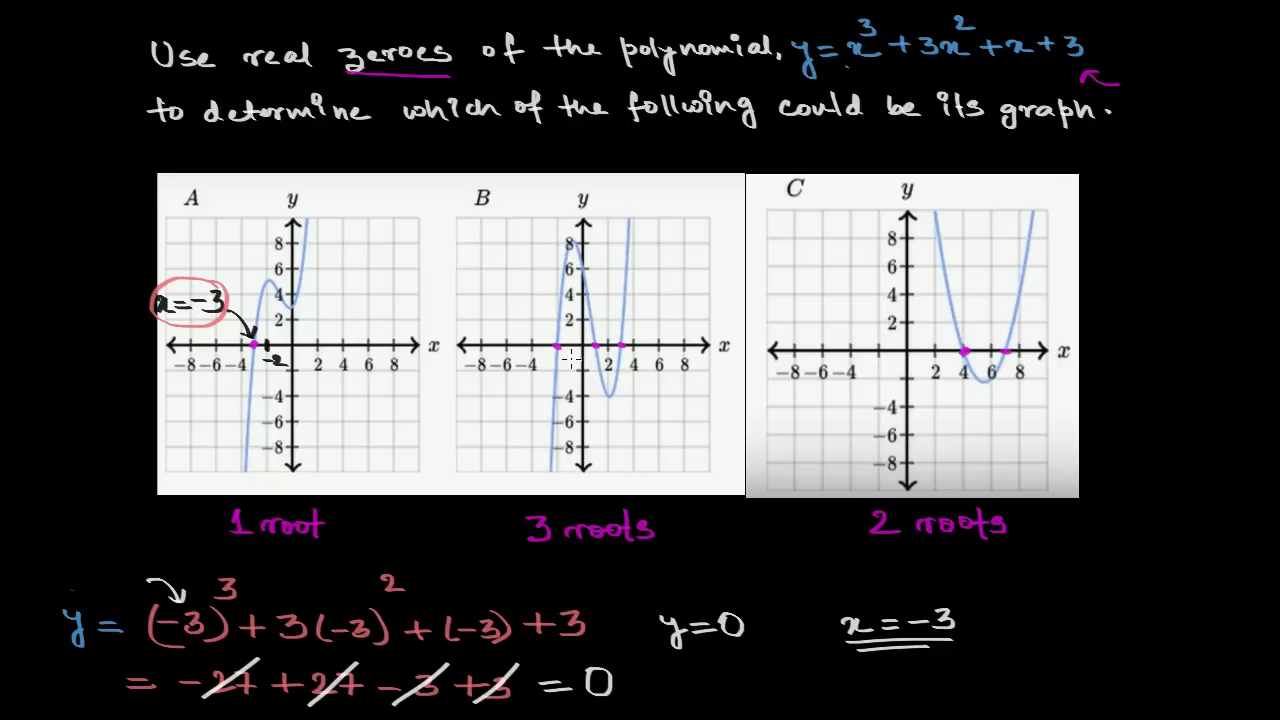 Use real zeroes of the polynomial, y = x³ + 3x² + x + 3
to determine which of the following could be its graph.
A y B y C y
8 6 4 2 -8 -6 -4 2 4 6 8 x -4 -6 -8
8 6 4 2 -8 -6 -4 2 4 6 8 x -4 -6 -8
8 6 4 2 -8 -6 -4 2 4 6 8 x -4 -6 -8
x = -3
-2
1 root 3 roots 2 roots
y = (-3)³ + 3(-3)² + (-3) + 3 y = 0 x = -3
= -27 + 27 - 3 + 3 = 0